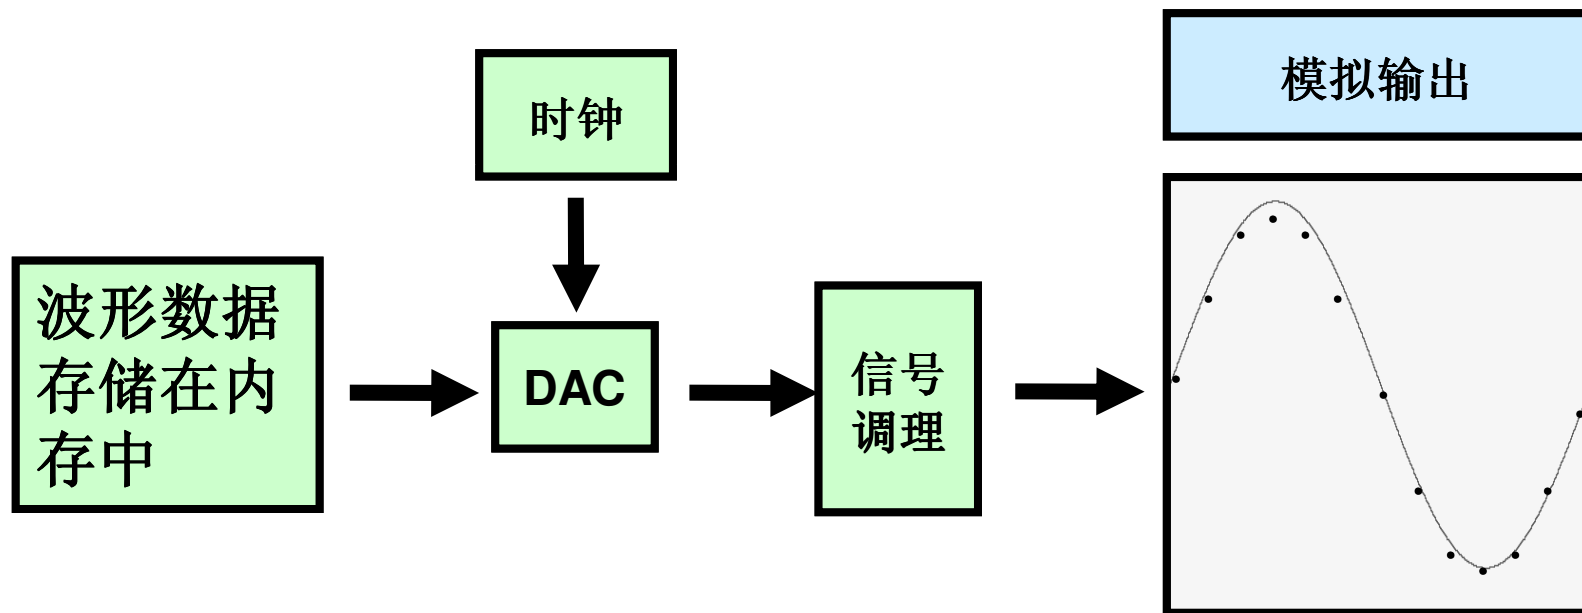 时钟
模拟输出
波形数据
存储在内
存中
DAC
信号
调理